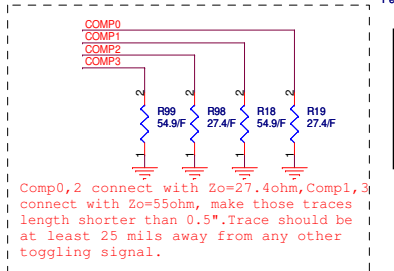 COMP0
COMP1
COMP2
COMP3
2 2 2 2
R99 R98 R18 R19
54.9/F 27.4/F 54.9/F 27.4/F
1 1 1 1
Comp0,2 connect with Zo=27.4ohm,Comp1,3
connect with Zo=55ohm, make those traces
length shorter than 0.5".Trace should be
at least 25 mils away from any other
toggling signal.